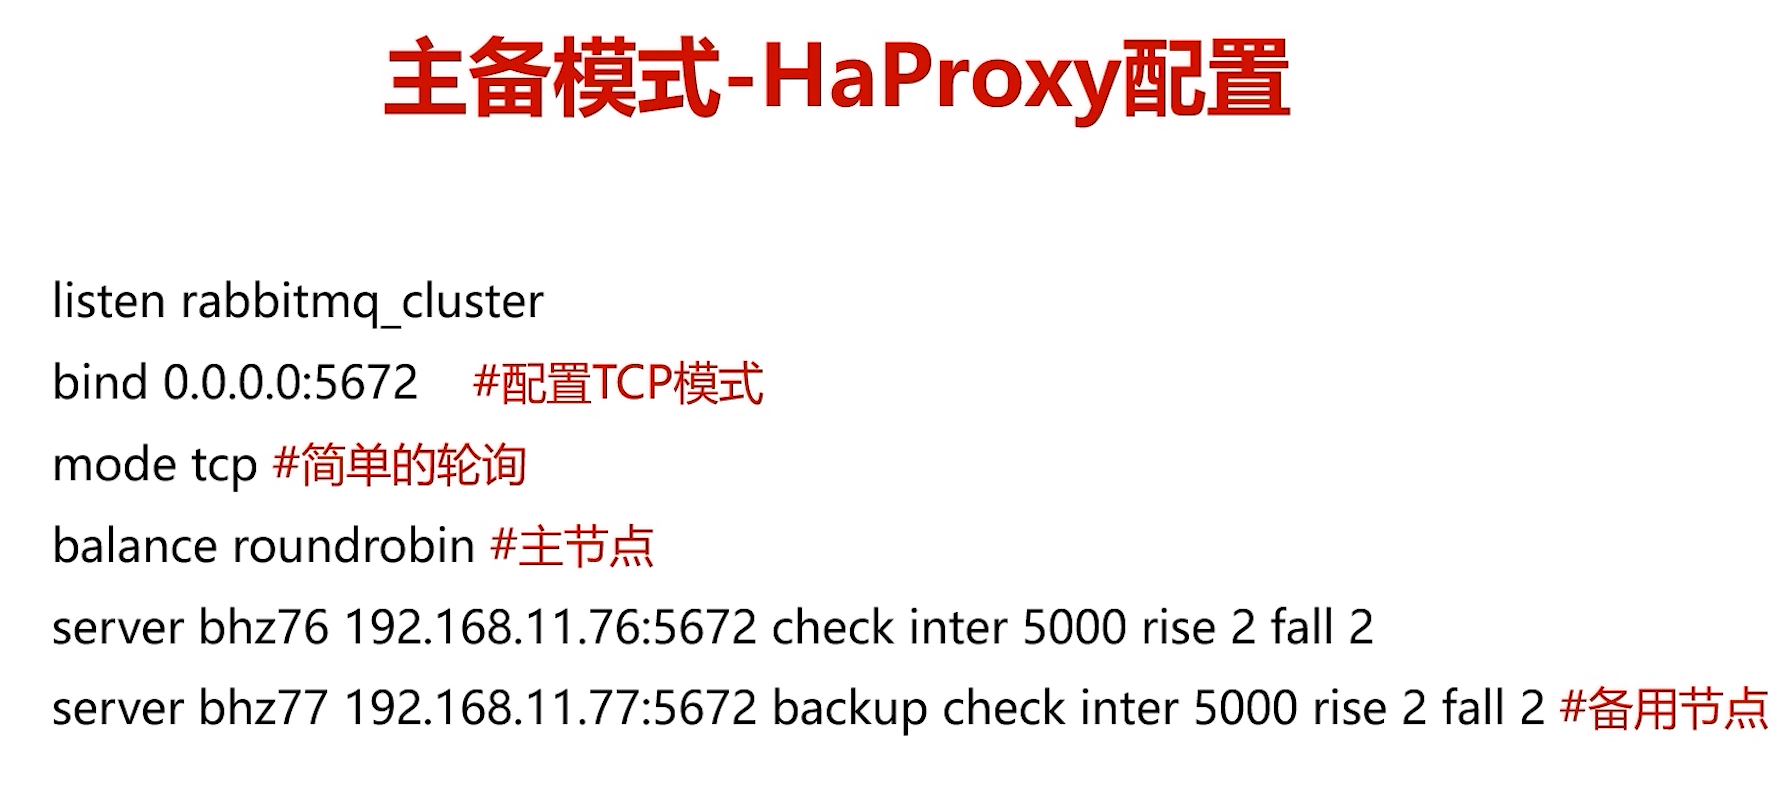 主备模式-HaProxy配置
listen rabbitmq_cluster
bind 0.0.0.0:5672 #配置TCP模式
mode tcp #简单的轮询
balance roundrobin #主节点
server bhz76 192.168.11.76:5672 check inter 5000 rise 2 fall 2
server bhz77 192.168.11.77:5672 backup check inter 5000 rise 2 fall 2 #备用节点